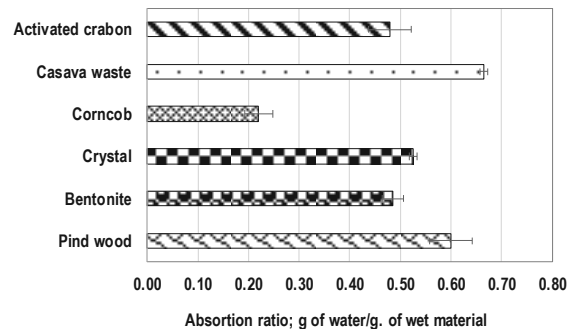 Activated crabon
Casava waste
Corncob
Crystal
Bentonite
Pind wood
0.00 0.10 0.20 0.30 0.40 0.50 0.60 0.70 0.80
Absortion ratio; g of water/g. of wet material